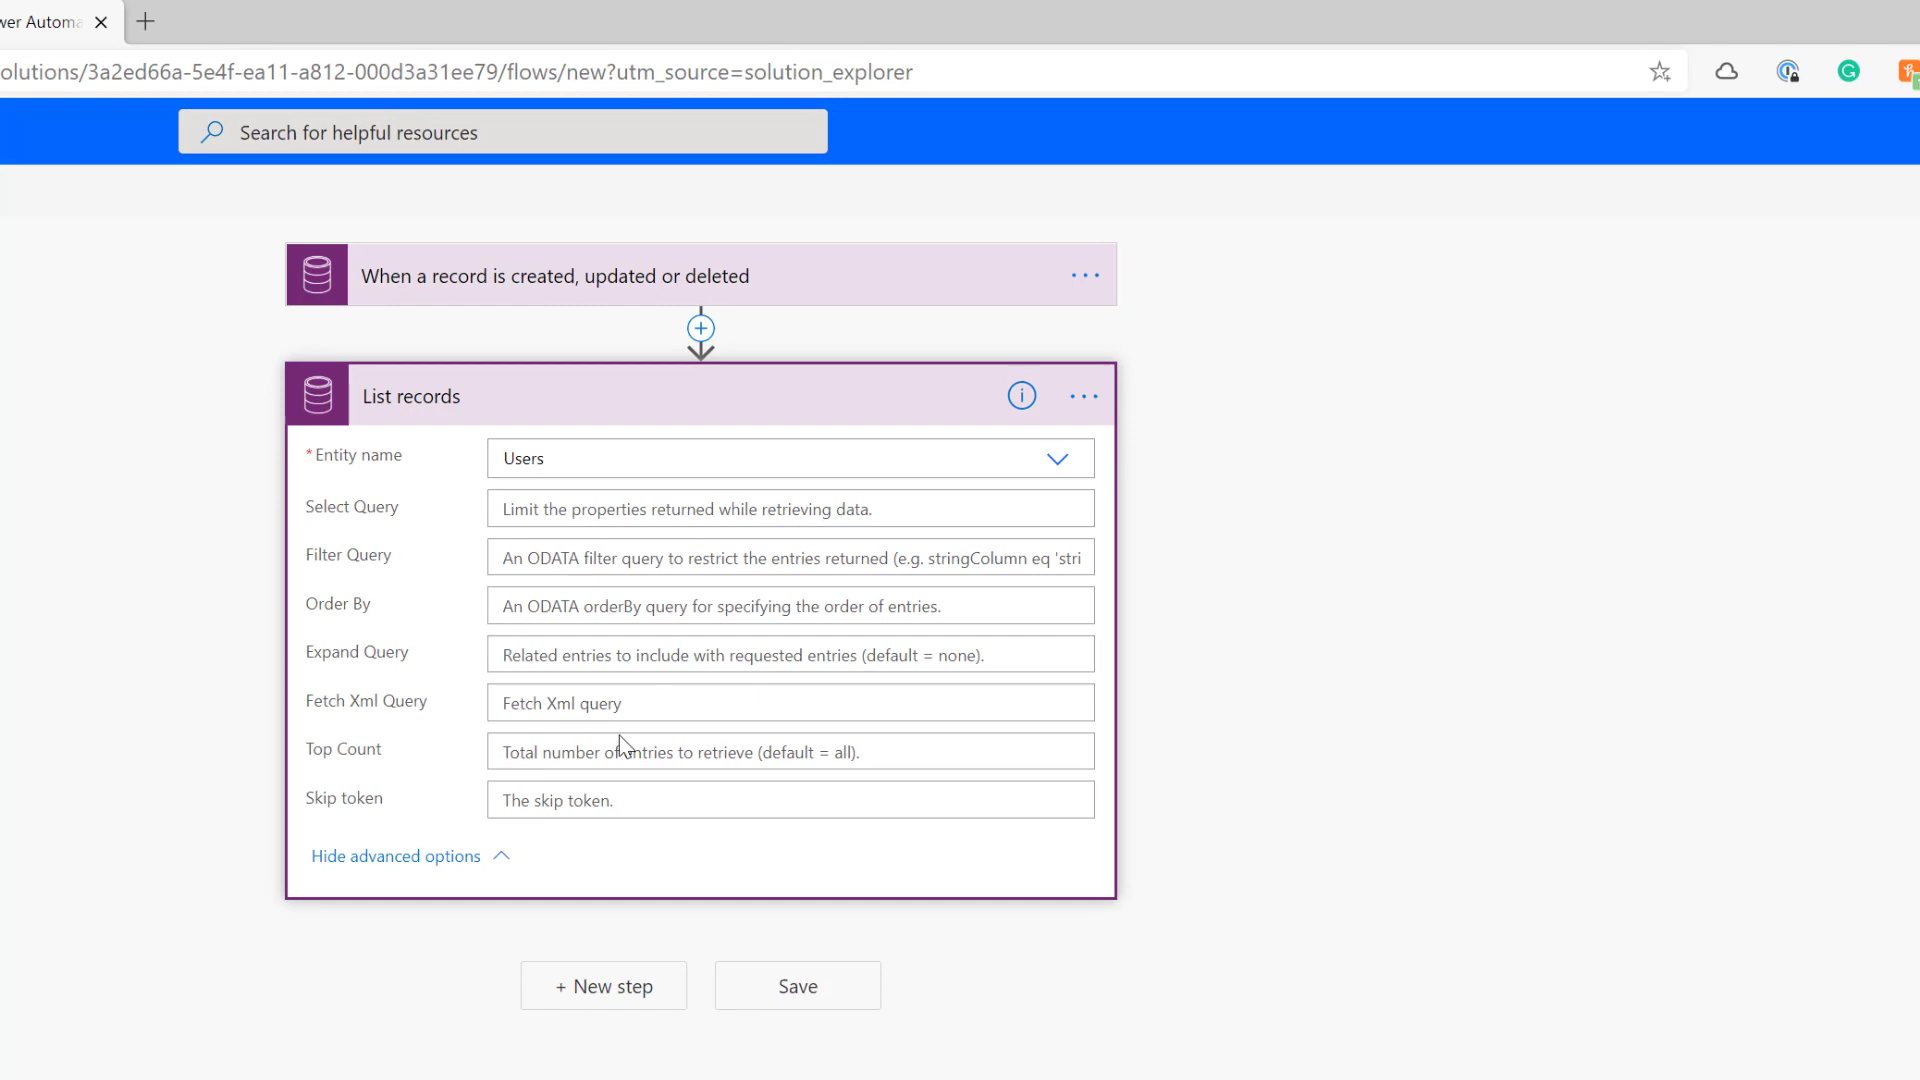 wer Automa
olutions/3a2ed66a-5e4f-ea11-a812-000d3a31ee79/flows/new?utm_source=solution_explorer
Search for helpful resources
When a record is created, updated or deleted
List records
* Entity name
Users
Select Query
Limit the properties returned while retrieving data.
Filter Query
An ODATA filter query to restrict the entries returned (e.g. stringColumn eq 'stri
Order By
An ODATA orderBy query for specifying the order of entries.
Expand Query
Related entries to include with requested entries (default = none).
Fetch Xml Query
Fetch Xml query
Top Count
Total number of entries to retrieve (default = all).
Skip token
The skip token.
Hide advanced options
+ New step
Save